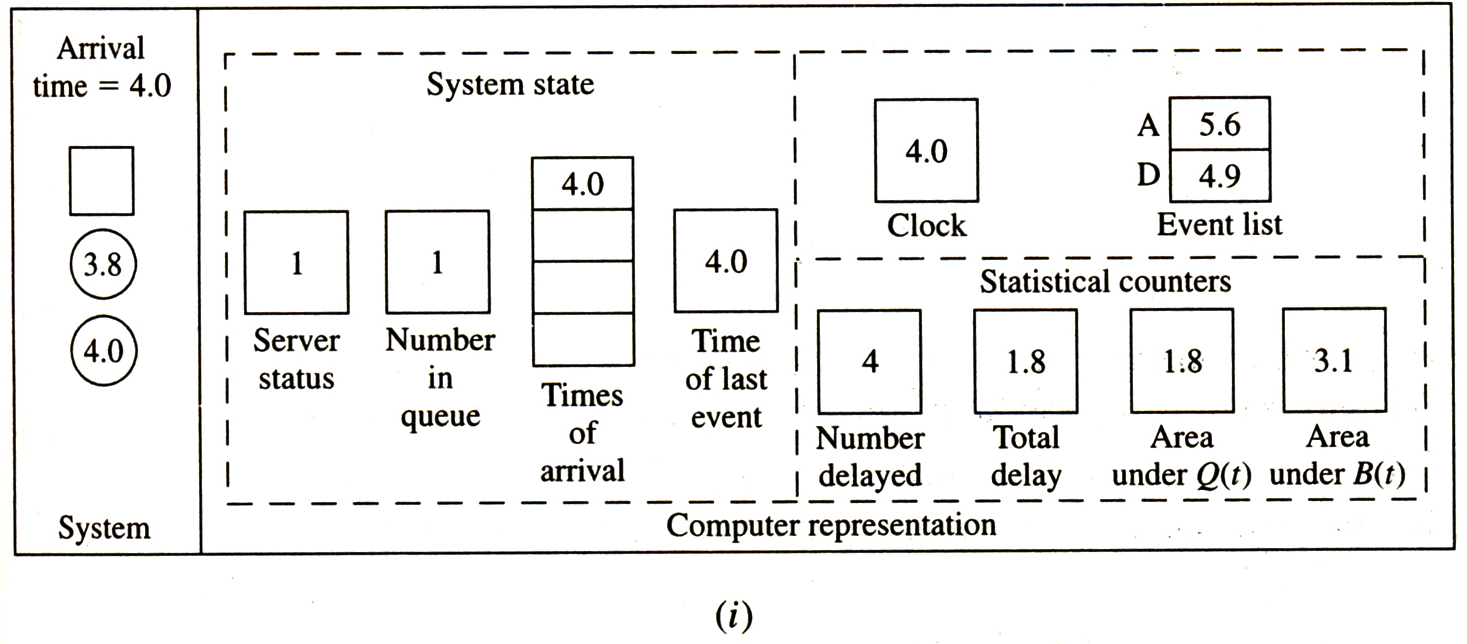 Arrival
time = 4.0
3.8
4.0
System
System state
1
Server
status
1
Number
in
queue
4.0
Times
of
arrival
4.0
Time
of last
event
4.0
Clock
A 5.6
D 4.9
Event list
Statistical counters
4
Number
delayed
1.8
Total
delay
1.8
Area
under Q(t)
3.1
Area
under B(t)
Computer representation
(i)